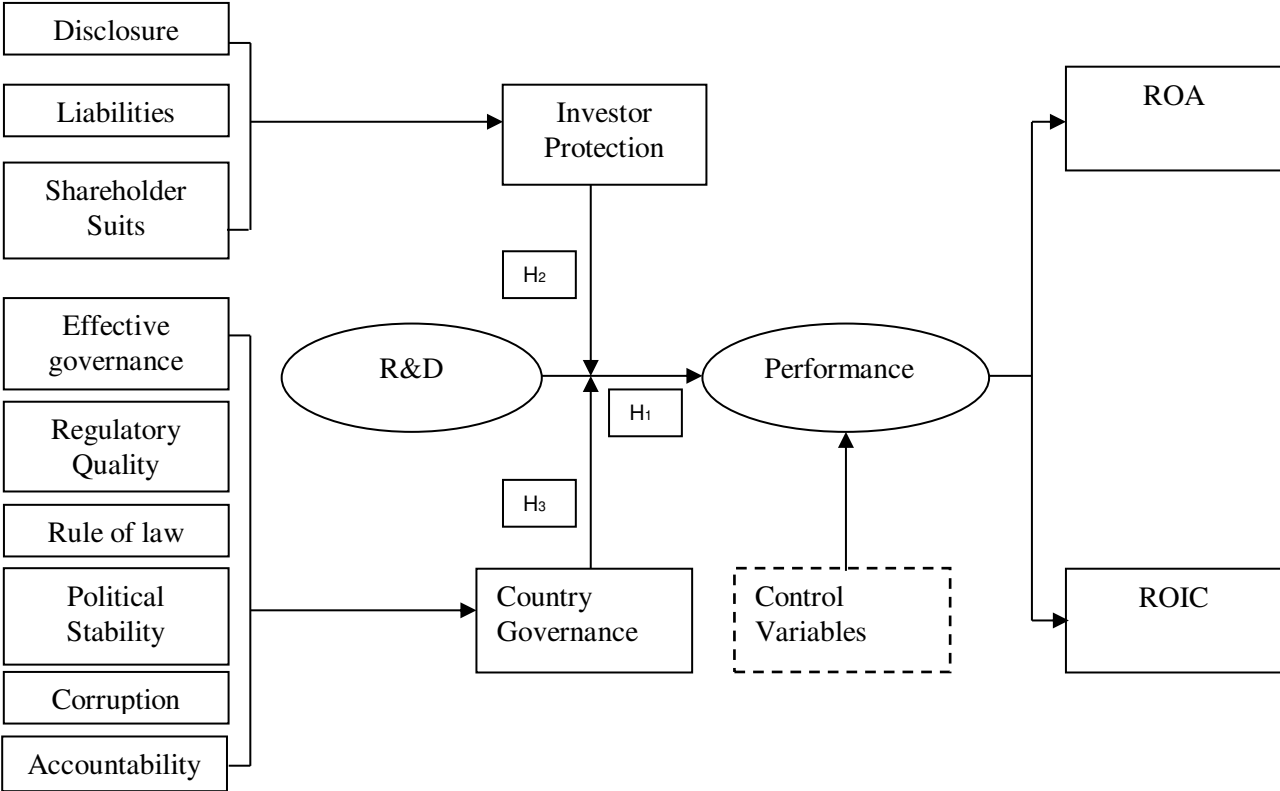 Disclosure
Liabilities
Shareholder
Suits
Investor
Protection
ROA
H2
Effective
governance
Regulatory
Quality
Rule of law
Political
Stability
Corruption
Accountability
R&D
H1
Performance
H3
Country
Governance
Control
Variables
ROIC